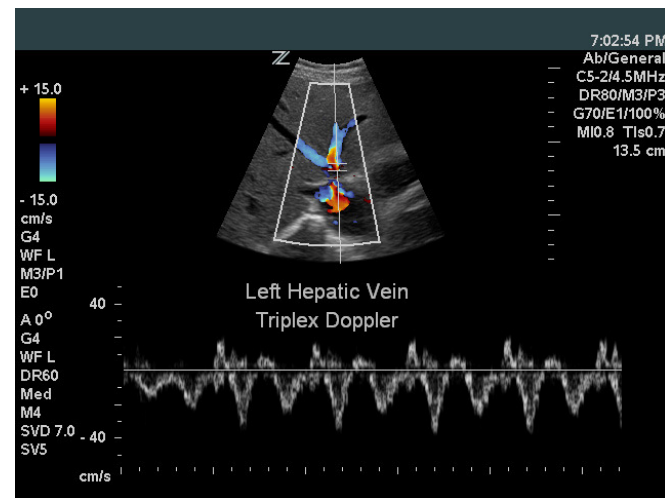 7:02:54 PM
Ab/General
C5-2/4.5MHz
DR80/M3/P3
G70/E1/100%
MI0.8 TIs0.7
13.5 cm
Z
+ 15.0
- 15.0
cm/s
G4
WF L
M3/P1
E0
A 0°
G4
WF L
DR60
Med
M4
SVD 7.0
SV5
Left Hepatic Vein
Triplex Doppler
40
- 40
cm/s